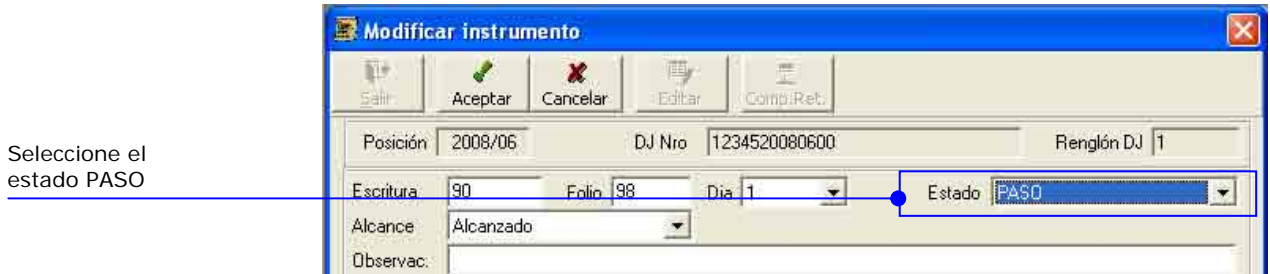 Modificar instrumento
Salir Aceptar Cancelar Editar Comp.Ret.
Posición 2008/06 DJ Nro 1234520080600 Renglón DJ 1
Seleccione el
estado PASO
Escritura 90 Folio 98 Dia 1 Estado PASO
Alcance Alcanzado
Observac.